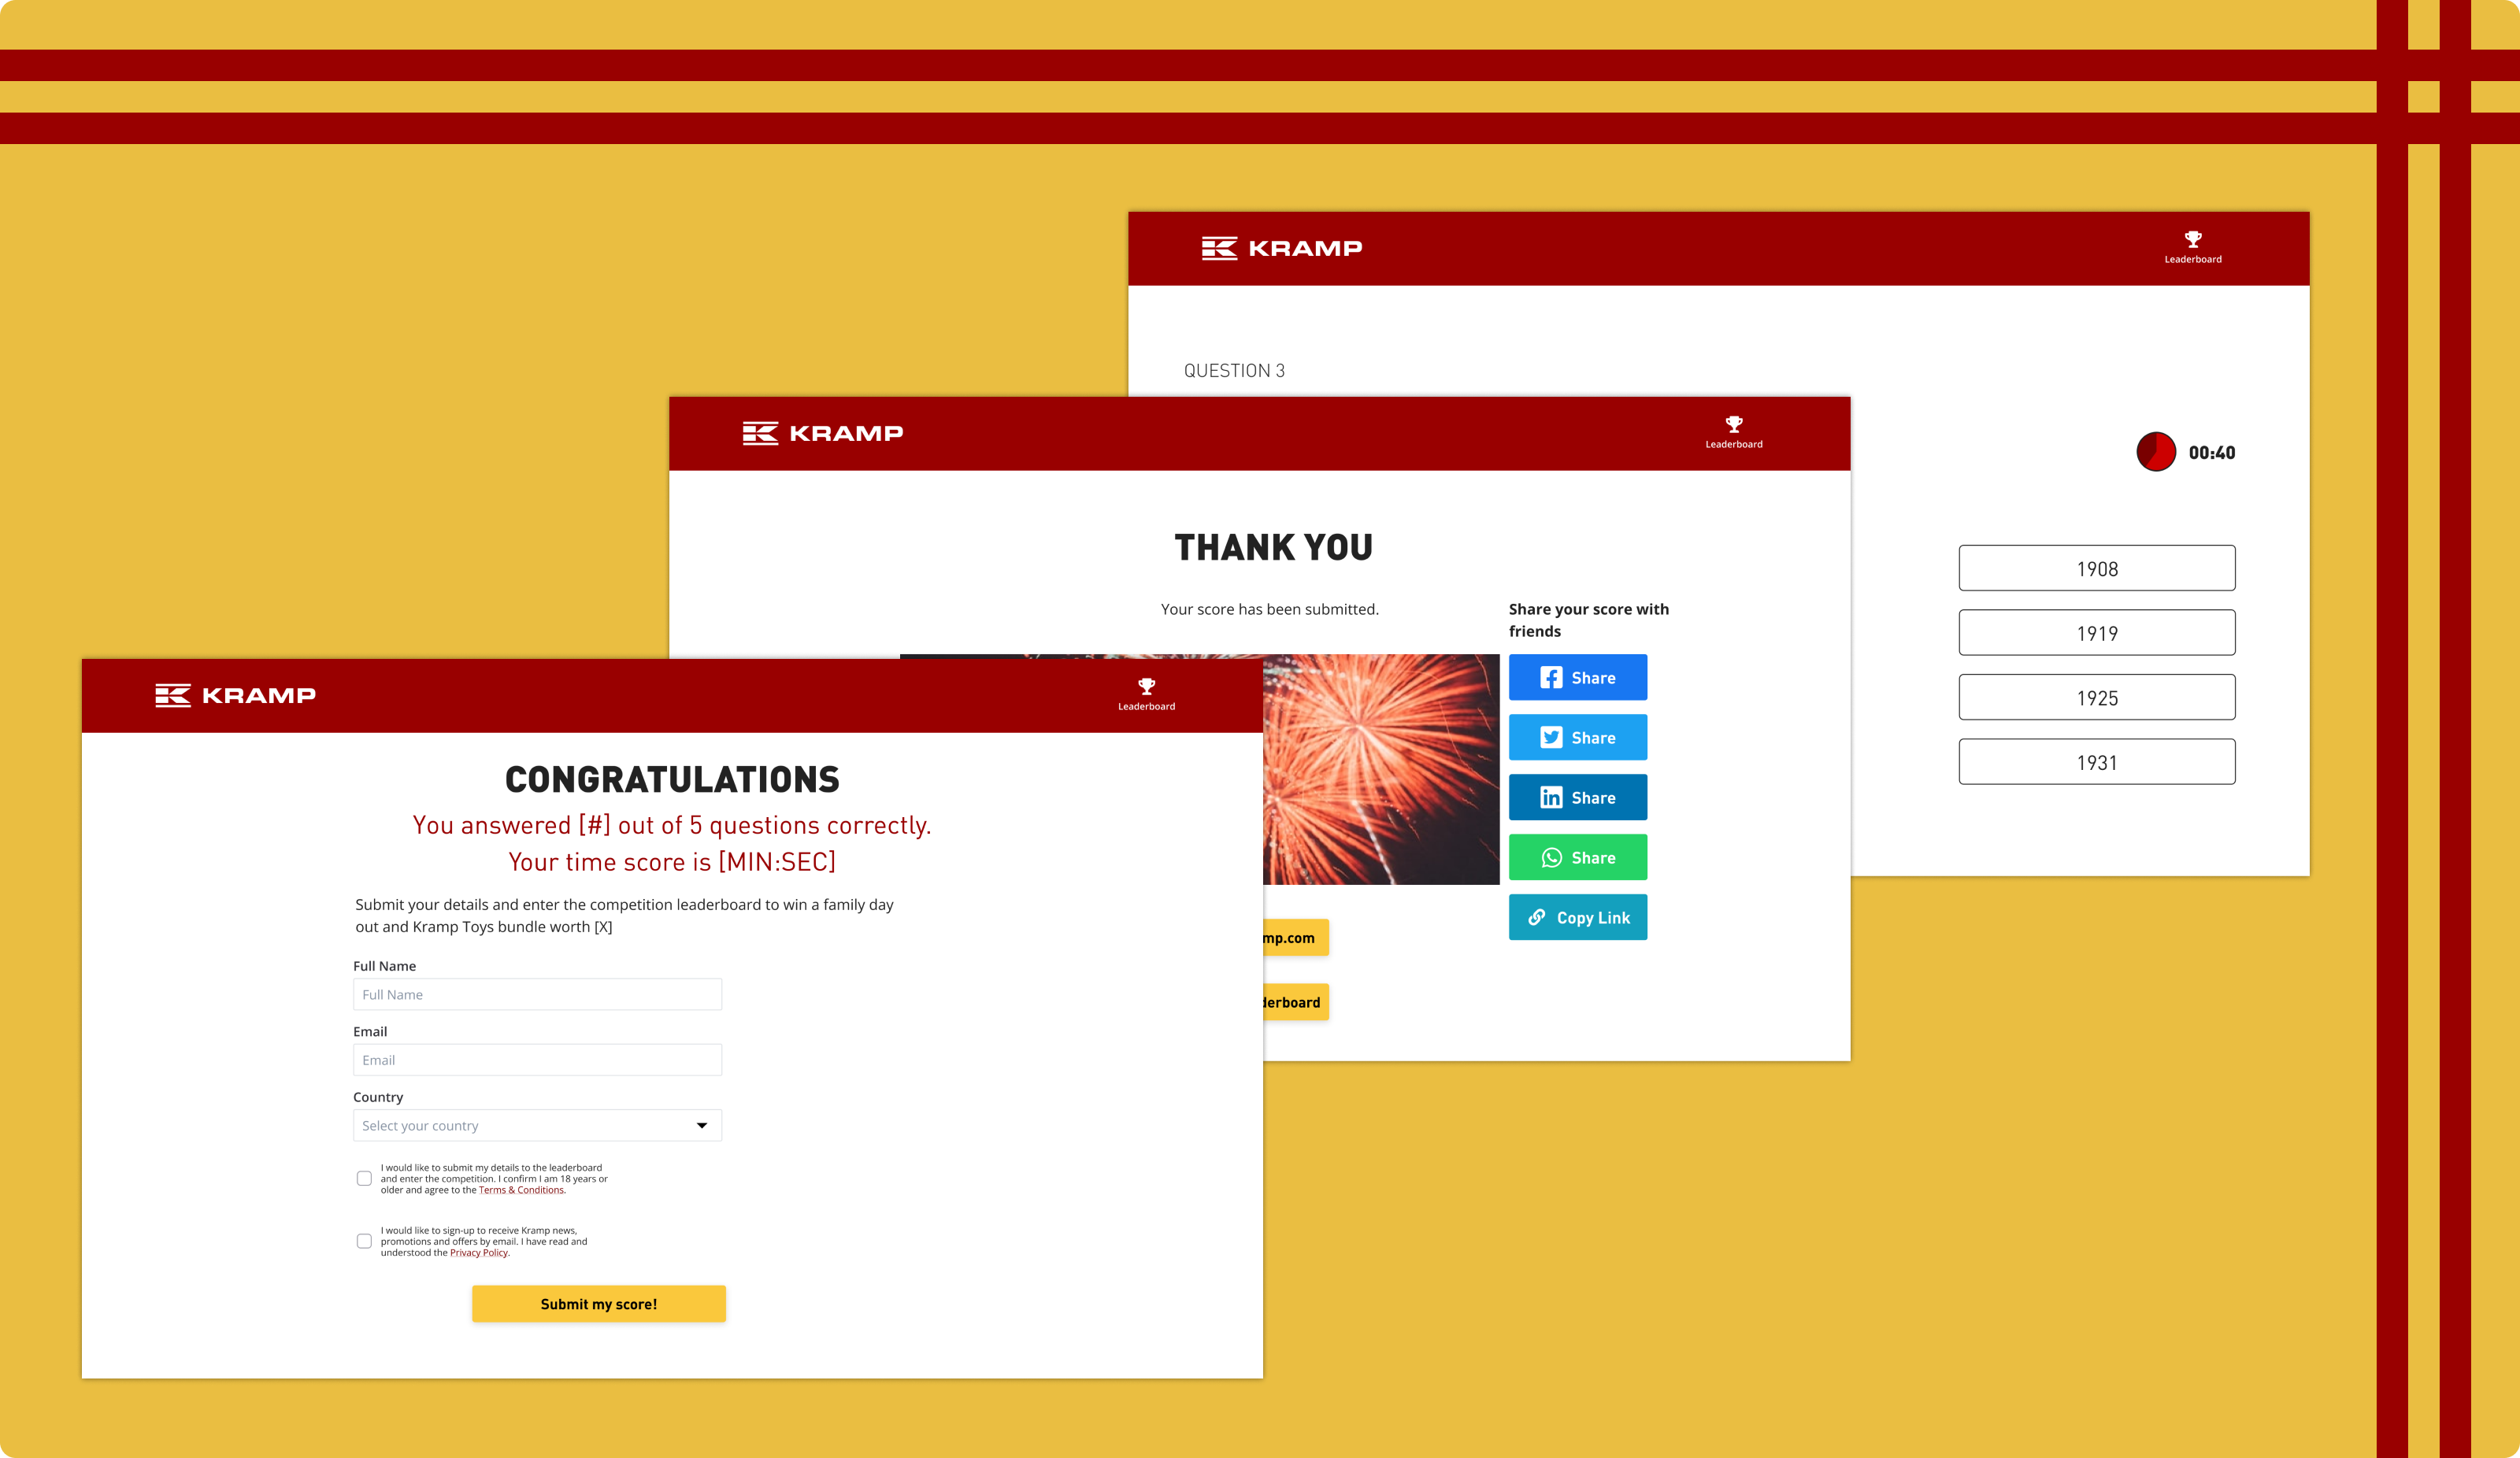 KRAMP
Leaderboard
QUESTION 3
00:40
1908
1919
1925
1931
KRAMP
Leaderboard
THANK YOU
Your score has been submitted.
Share your score with
friends
Share
Share
Share
Share
Copy Link
mp.com
derboard
KRAMP
Leaderboard
CONGRATULATIONS
You answered [#] out of 5 questions correctly.
Your time score is [MIN:SEC]
Submit your details and enter the competition leaderboard to win a family day
out and Kramp Toys bundle worth [X]
Full Name
Full Name
Email
Email
Country
Select your country
I would like to submit my details to the leaderboard
and enter the competition. I confirm I am 18 years or
older and agree to the Terms & Conditions.
I would like to sign-up to receive Kramp news,
promotions and offers by email. I have read and
understood the Privacy Policy.
Submit my score!